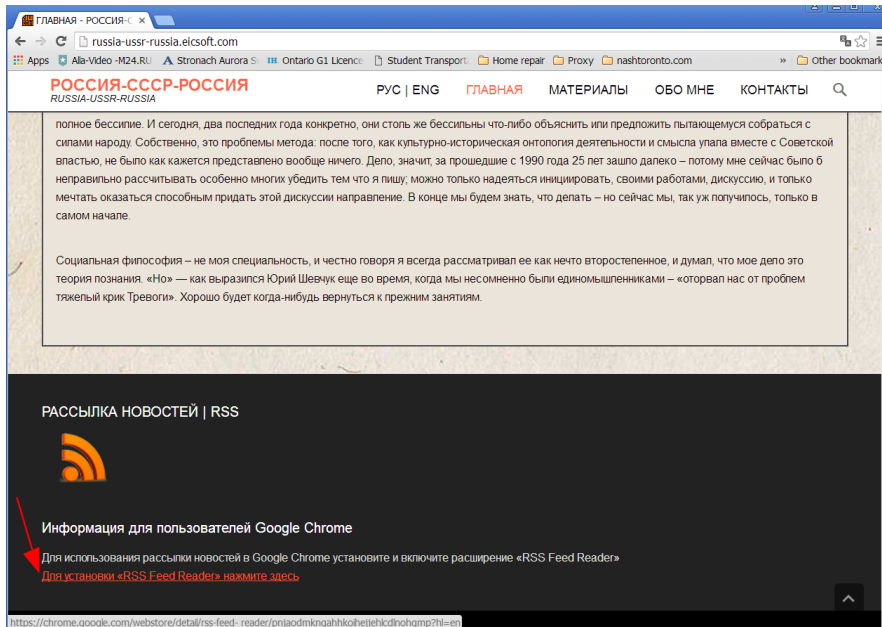 ГЛАВНАЯ - РОССИЯ-С
russia-ussr-russia.eicsoft.com
Apps Alla-Video -M24.RU Stronach Aurora S Ontario G1 Licence Student Transport Home repair Proxy nashtoronto.com » Other bookmark
РОССИЯ-СССР-РОССИЯ
RUSSIA-USSR-RUSSIA
РУС | ENG ГЛАВНАЯ МАТЕРИАЛЫ ОБО МНЕ КОНТАКТЫ
полное бессилие. И сегодня, два последних года конкретно, они столь же бессильны что-либо объяснить или предложить пытающемуся собраться с
силами народу. Собственно, это проблемы метода: после того, как культурно-историческая онтология деятельности и смысла упала вместе с Советской
властью, не было как кажется представлено вообще ничего. Дело, значит, за прошедшие с 1990 года 25 лет зашло далеко – потому мне сейчас было б
неправильно рассчитывать особенно многих убедить тем что я пишу; можно только надеяться инициировать, своими работами, дискуссию, и только
мечтать оказаться способным придать этой дискуссии направление. В конце мы будем знать, что делать – но сейчас мы, так уж получилось, только в
самом начале.
Социальная философия – не моя специальность, и честно говоря я всегда рассматривал ее как нечто второстепенное, и думал, что мое дело это
теория познания. «Но» — как выразился Юрий Шевчук еще во время, когда мы несомненно были единомышленниками – «оторвал нас от проблем
тяжелый крик Тревоги». Хорошо будет когда-нибудь вернуться к прежним занятиям.
РАССЫЛКА НОВОСТЕЙ | RSS
Информация для пользователей Google Chrome
Для использования рассылки новостей в Google Chrome установите и включите расширение «RSS Feed Reader»
Для установки «RSS Feed Reader» нажмите здесь
https://chrome.google.com/webstore/detail/rss-feed- reader/pnjaodmkngahhkoihejjehlcdlnohgmp?hl=en